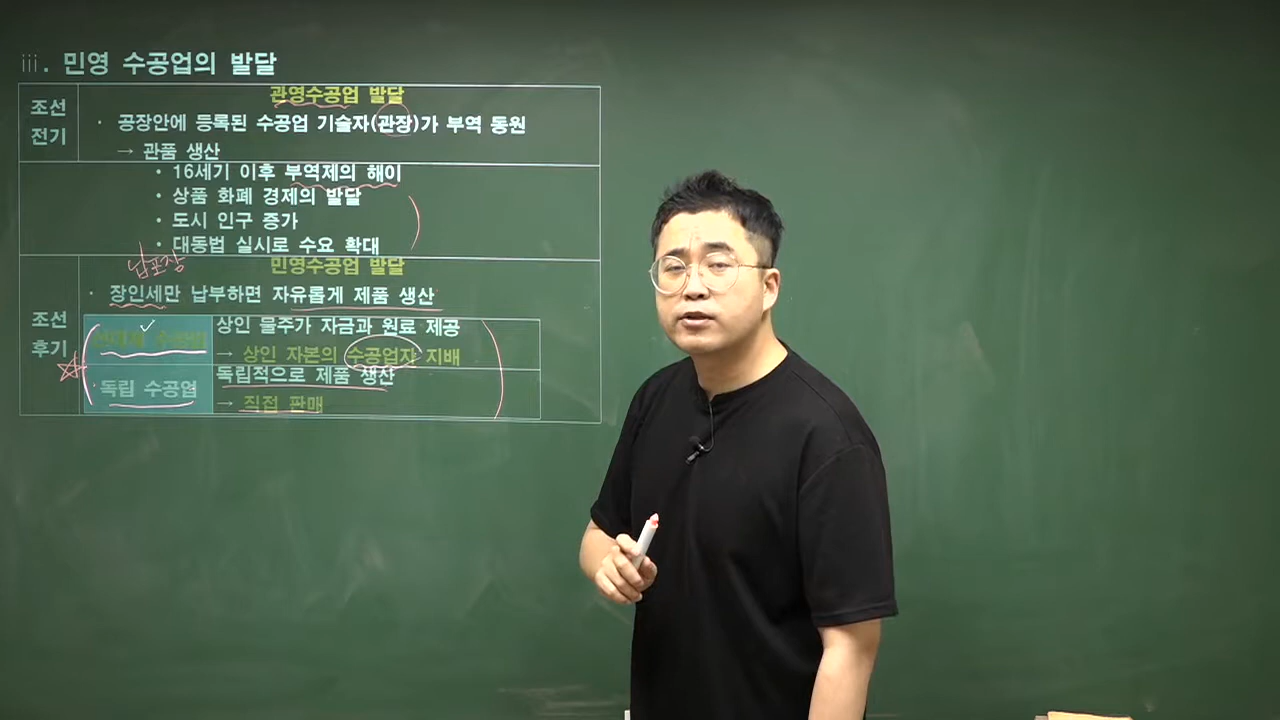 ⅲ. 민영 수공업의 발달
조선 전기
관영수공업 발달
· 공장안에 등록된 수공업 기술자(관장)가 부역 동원
→ 관품 생산
· 16세기 이후 부역제의 해이
· 상품 화폐 경제의 발달
· 도시 인구 증가
· 대동법 실시로 수요 확대
납포장
조선 후기
민영수공업 발달
· 장인세만 납부하면 자유롭게 제품 생산
수공업
상인 물주가 자금과 원료 제공
→ 상인 자본의 수공업자 지배
· 독립 수공업
독립적으로 제품 생산
→ 직접 판매